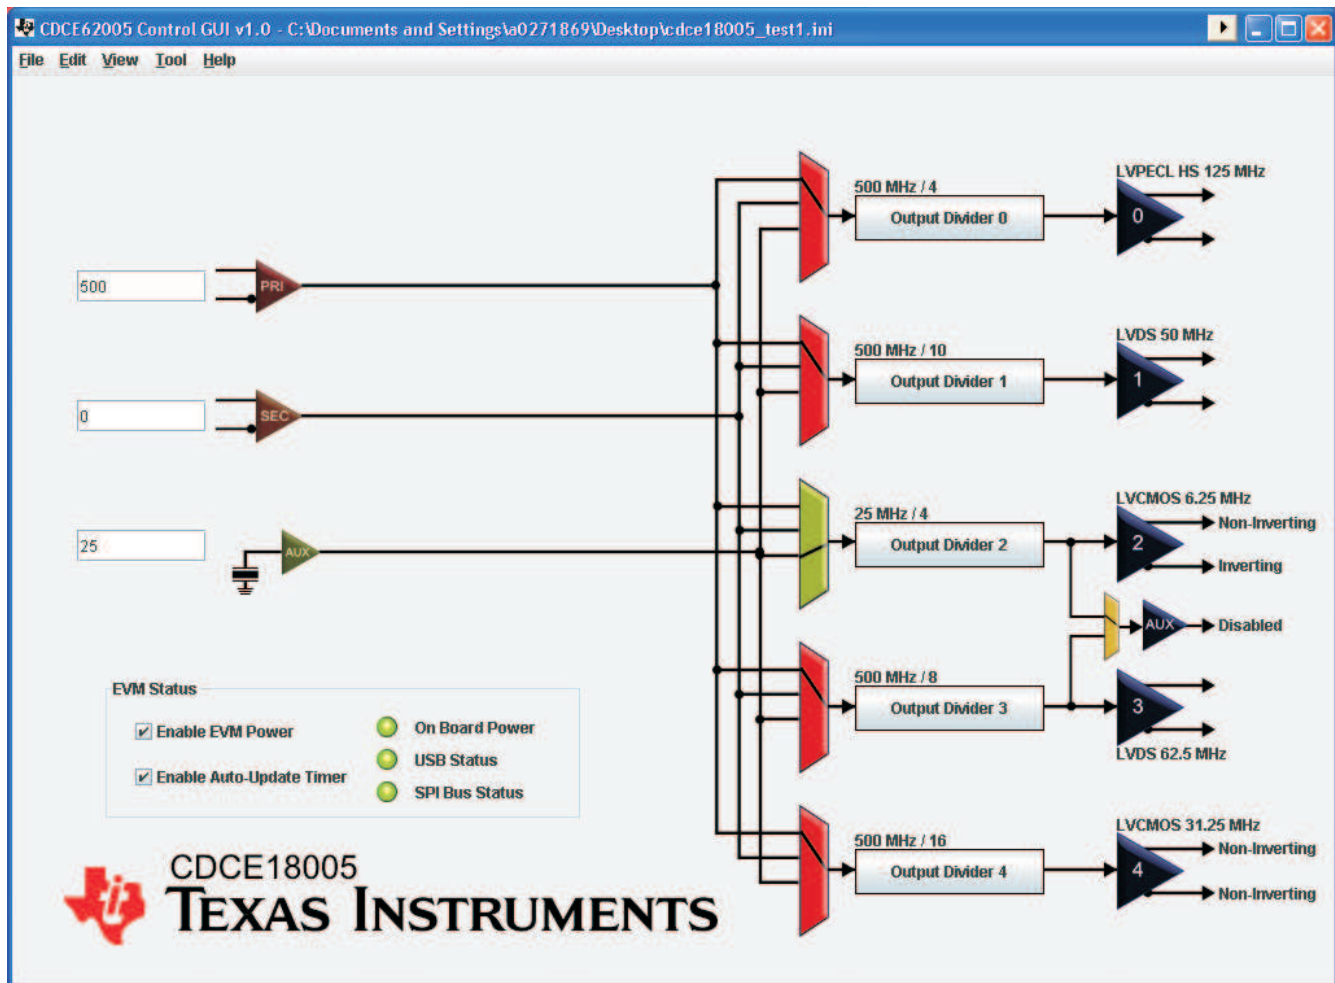 CDCE62005 Control GUI v1.0 - C:\Documents and Settings\a0271869\Desktop\cdce18005_test1.ini
File Edit View Tool Help
500
PRI
0
SEC
25
AUX
500 MHz / 4
Output Divider 0
LVPECL HS 125 MHz
0
500 MHz / 10
Output Divider 1
LVDS 50 MHz
1
25 MHz / 4
Output Divider 2
LVCMOS 6.25 MHz
2
Non-Inverting
Inverting
AUX
Disabled
500 MHz / 8
Output Divider 3
3
LVDS 62.5 MHz
500 MHz / 16
Output Divider 4
LVCMOS 31.25 MHz
4
Non-Inverting
Non-Inverting
EVM Status
Enable EVM Power
Enable Auto-Update Timer
On Board Power
USB Status
SPI Bus Status
CDCE18005
TEXAS INSTRUMENTS